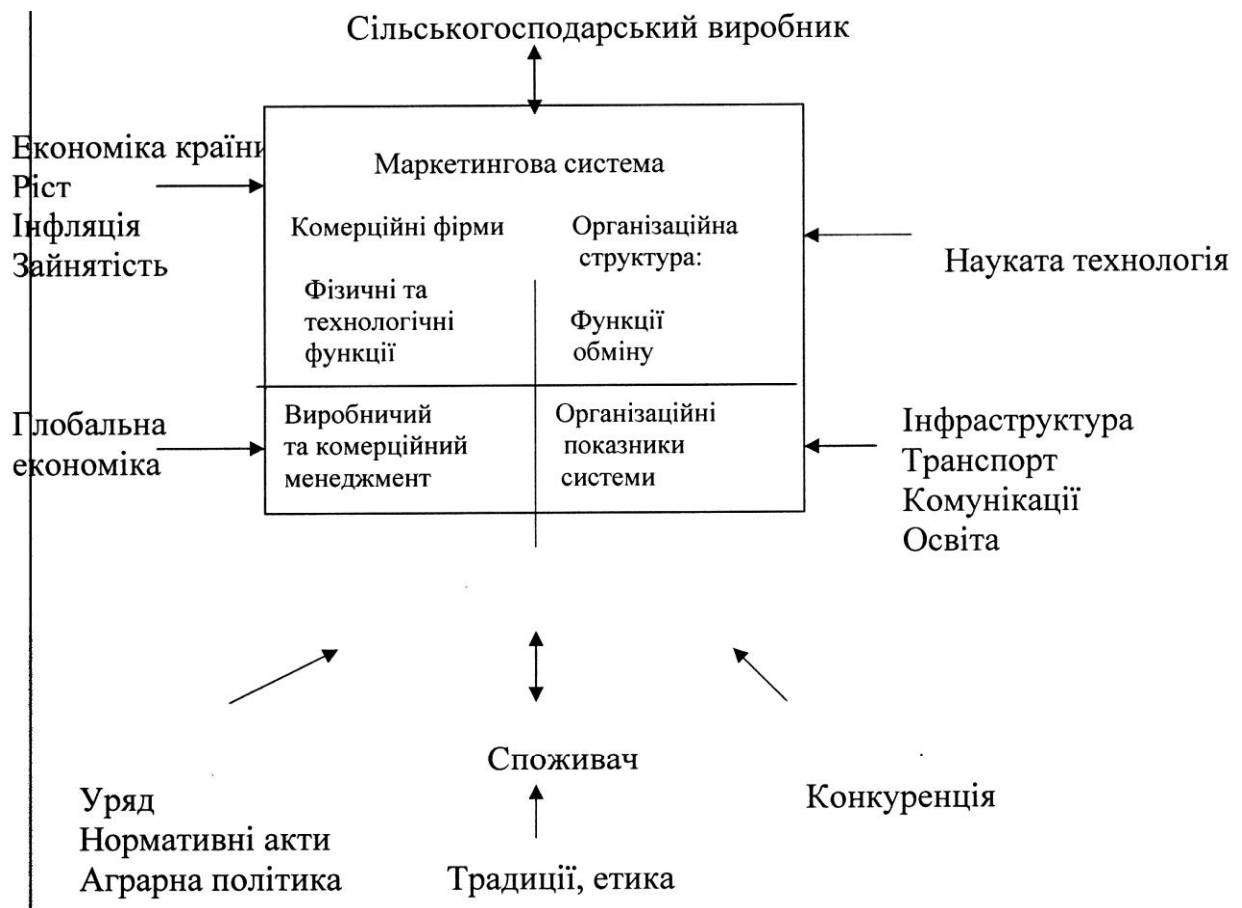 Сільськогосподарський виробник
Економіка країни
Ріст
Інфляція
Зайнятість
Маркетингова система
Комерційні фірми
Фізичні та
технологічні
функції
Організаційна
структура:
Функції
обміну
Науката технологія
Глобальна
економіка
Виробничий
та комерційний
менеджмент
Організаційні
показники
системи
Інфраструктура
Транспорт
Комунікації
Освіта
Споживач
Уряд
Нормативні акти
Аграрна політика
Традиції, етика
Конкуренція